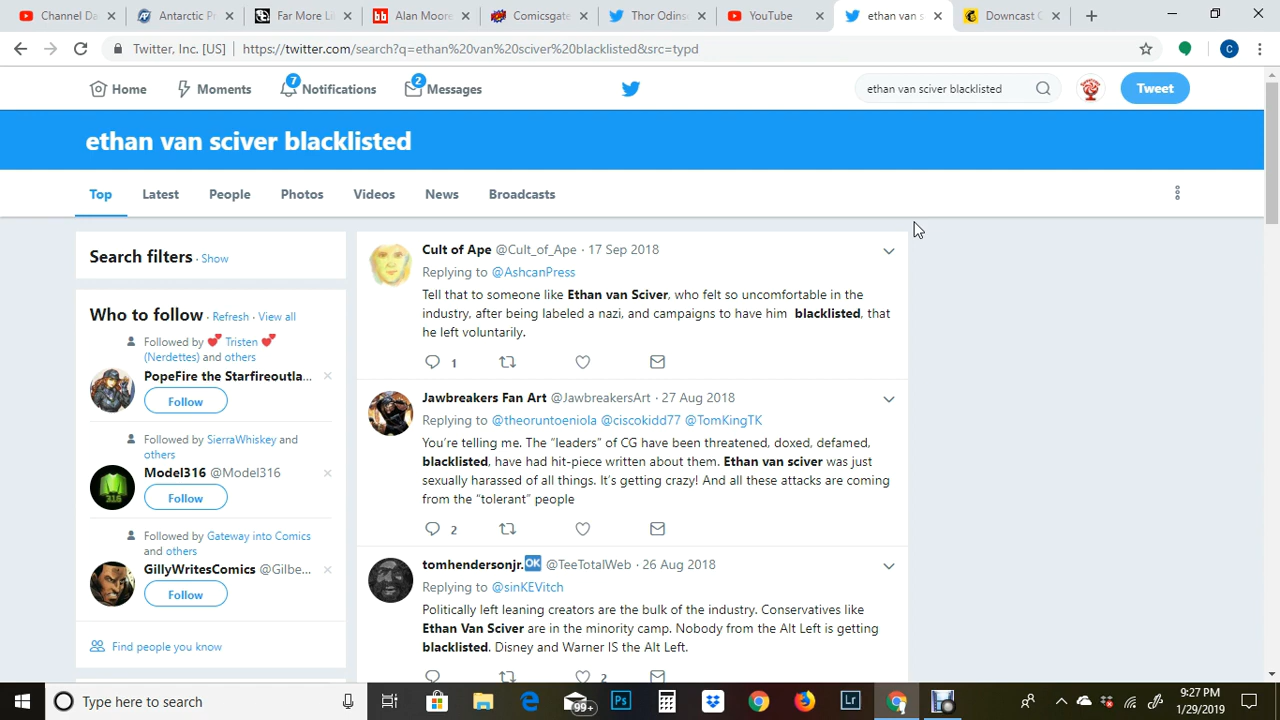 Channel Da
Antarctic Pr
Far More Li
Alan Moore
Comicsgate
Thor Odins
YouTube
ethan van s
Downcast C
Twitter, Inc. [US]
https://twitter.com/search?q=ethan%20van%20sciver%20blacklisted&src=typd
C
Home
Moments
7
Notifications
2
Messages
ethan van sciver blacklisted
Tweet
ethan van sciver blacklisted
Top
Latest
People
Photos
Videos
News
Broadcasts
Search filters · Show
Who to follow · Refresh · View all
Followed by 💕 Tristen 💕
(Nerdettes) and others
PopeFire the Starfireoutla...
Follow
Followed by SierraWhiskey and
others
Model316 @Model316
Follow
Followed by Gateway into Comics
and others
GillyWritesComics @Gilbe...
Follow
Find people you know
Cult of Ape @Cult_of_Ape · 17 Sep 2018
Replying to @AshcanPress
Tell that to someone like Ethan van Sciver, who felt so uncomfortable in the
industry, after being labeled a nazi, and campaigns to have him blacklisted, that
he left voluntarily.
1
Jawbreakers Fan Art @JawbreakersArt · 27 Aug 2018
Replying to @theoruntoeniola @ciscokidd77 @TomKingTK
You're telling me. The "leaders" of CG have been threatened, doxed, defamed,
blacklisted, have had hit-piece written about them. Ethan van sciver was just
sexually harassed of all things. It's getting crazy! And all these attacks are coming
from the "tolerant" people
2
tomhendersonjr.🆗 @TeeTotalWeb · 26 Aug 2018
Replying to @sinKEVitch
Politically left leaning creators are the bulk of the industry. Conservatives like
Ethan Van Sciver are in the minority camp. Nobody from the Alt Left is getting
blacklisted. Disney and Warner IS the Alt Left.
2
Type here to search
99+
Ps
Lr
9:27 PM
1/29/2019